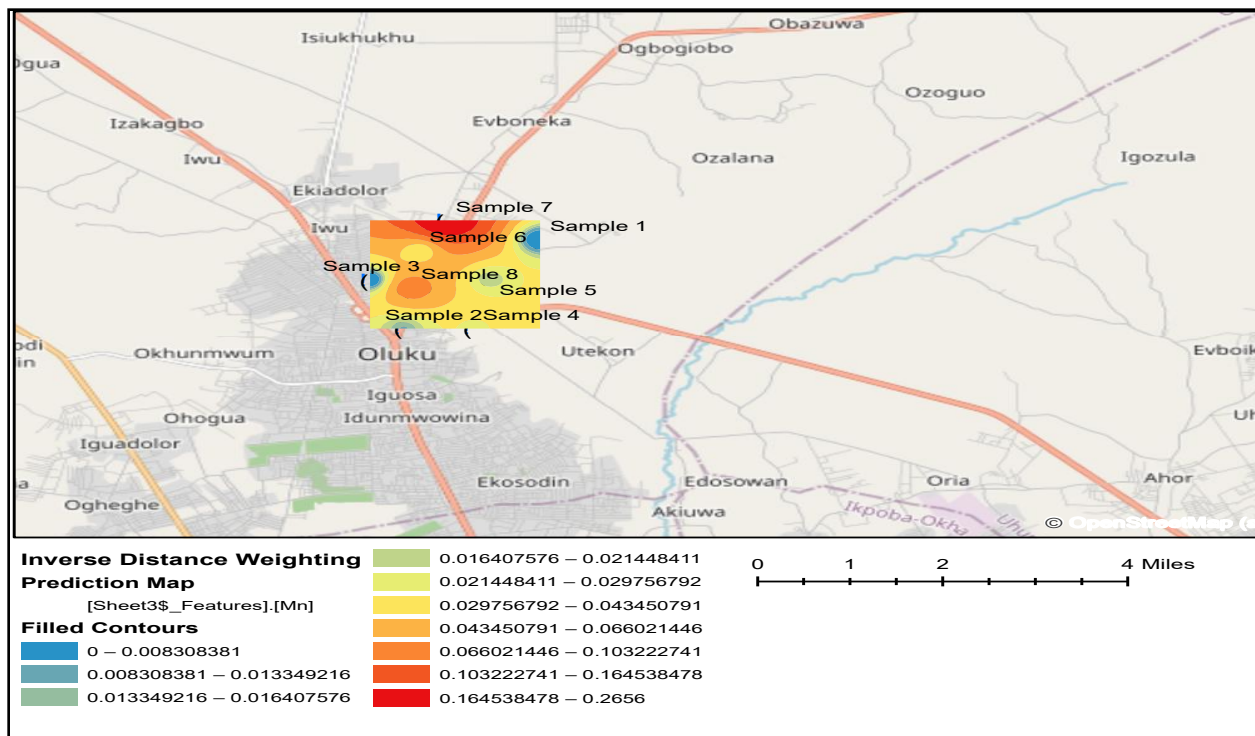 Obazuwa
Isiukhukhu
Ogbogiobo
Ogua
Ozoguo
Izakagbo
Evboneka
Iwu
Ozalana
Igozula
Ekiadolor
Sample 7
Iwu
Sample 6
Sample 1
Sample 3
Sample 8
Sample 5
Sample 2
Sample 4
Okhunmwum
Oluku
Utekon
Evboik
Iguosa
Ohogua
Idunmwowina
Iguadolor
Ekosodin
Edosowan
Oria
Ahor
Ogheghe
Akiuwa
Ikpoba-Okha
© OpenStreetMap (a
Inverse Distance Weighting
Prediction Map
[Sheet3$_Features].[Mn]
Filled Contours
0 – 0.008308381
0.008308381 – 0.013349216
0.013349216 – 0.016407576
0.016407576 – 0.021448411
0.021448411 – 0.029756792
0.029756792 – 0.043450791
0.043450791 – 0.066021446
0.066021446 – 0.103222741
0.103222741 – 0.164538478
0.164538478 – 0.2656
0 1 2 4 Miles